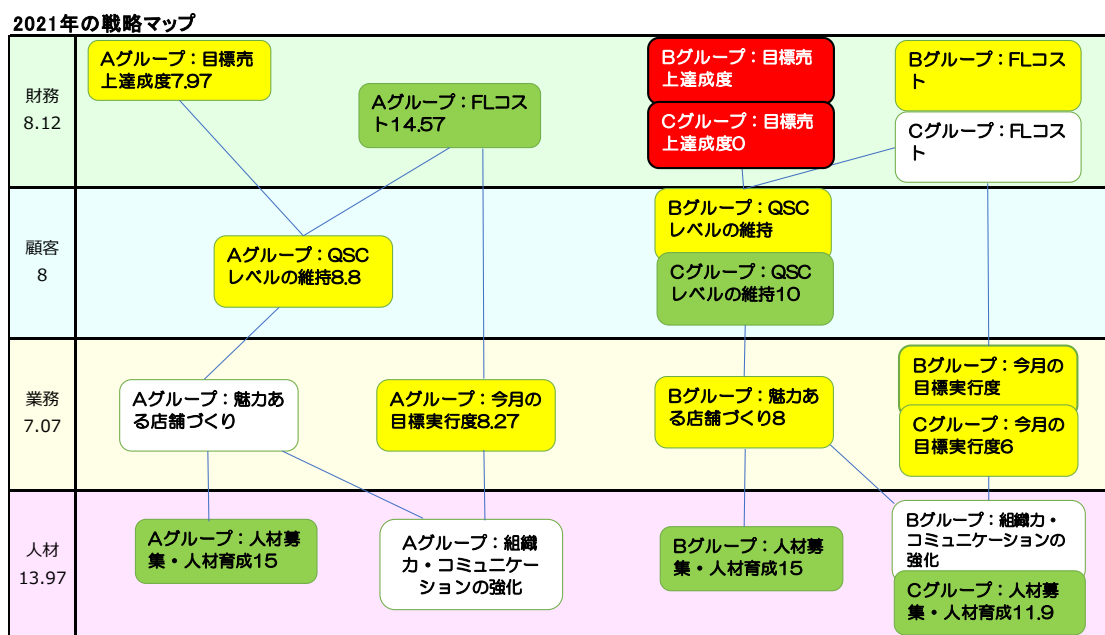 2021年の戦略マップ
財務
8.12
Aグループ：目標売
上達成度7.97
Aグループ：FLコス
ト14.57
Bグループ：目標売
上達成度
Cグループ：目標売
上達成度0
Bグループ：FLコス
ト
Cグループ：FLコス
ト
顧客
8
Aグループ：QSC
レベルの維持8.8
Bグループ：QSC
レベルの維持
Cグループ：QSC
レベルの維持10
業務
7.07
Aグループ：魅力あ
る店舗づくり
Aグループ：今月の
目標実行度8.27
Bグループ：魅力あ
る店舗づくり8
Bグループ：今月の
目標実行度
Cグループ：今月の
目標実行度6
人材
13.97
Aグループ：人材募
集・人材育成15
Aグループ：組織
力・コミュニケー
ションの強化
Bグループ：人材募
集・人材育成15
Bグループ：組織力・
コミュニケーションの
強化
Cグループ：人材募
集・人材育成11.9